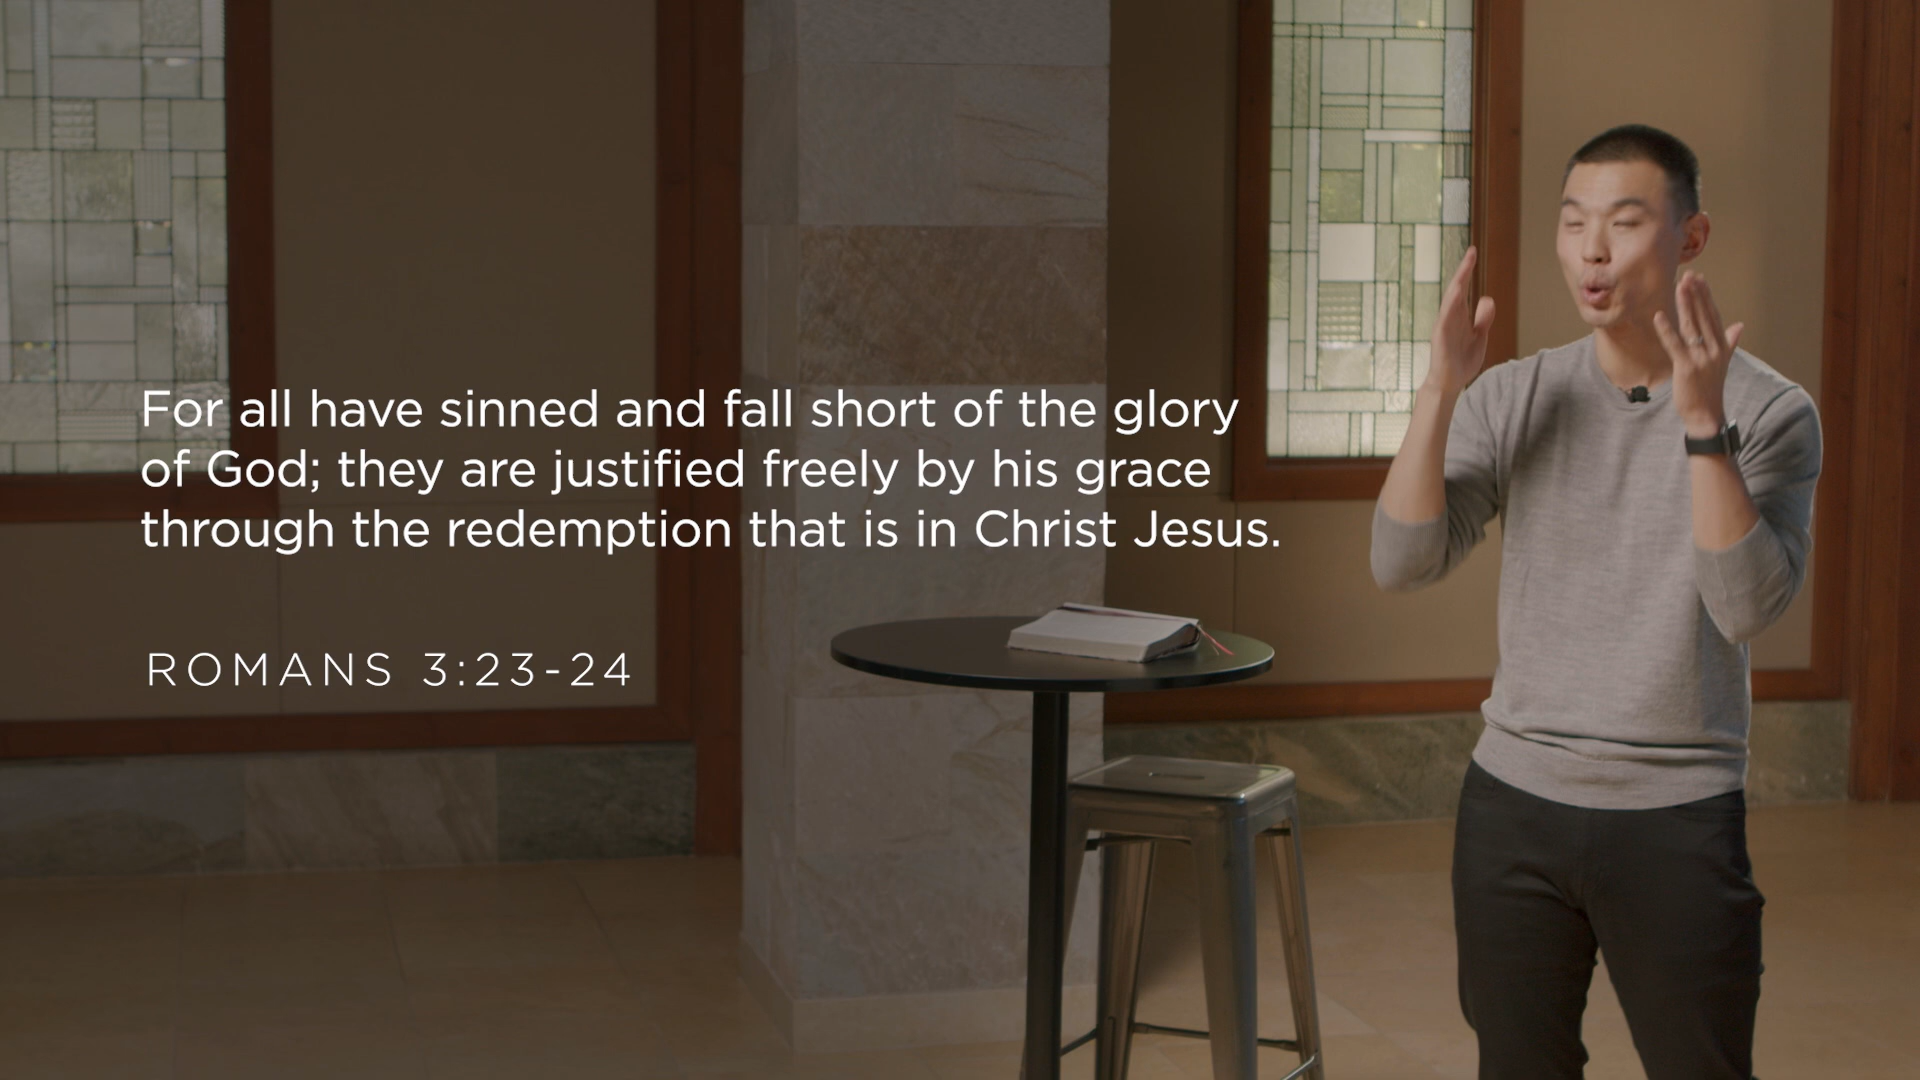 For all have sinned and fall short of the glory
of God; they are justified freely by his grace
through the redemption that is in Christ Jesus.
ROMANS 3:23-24